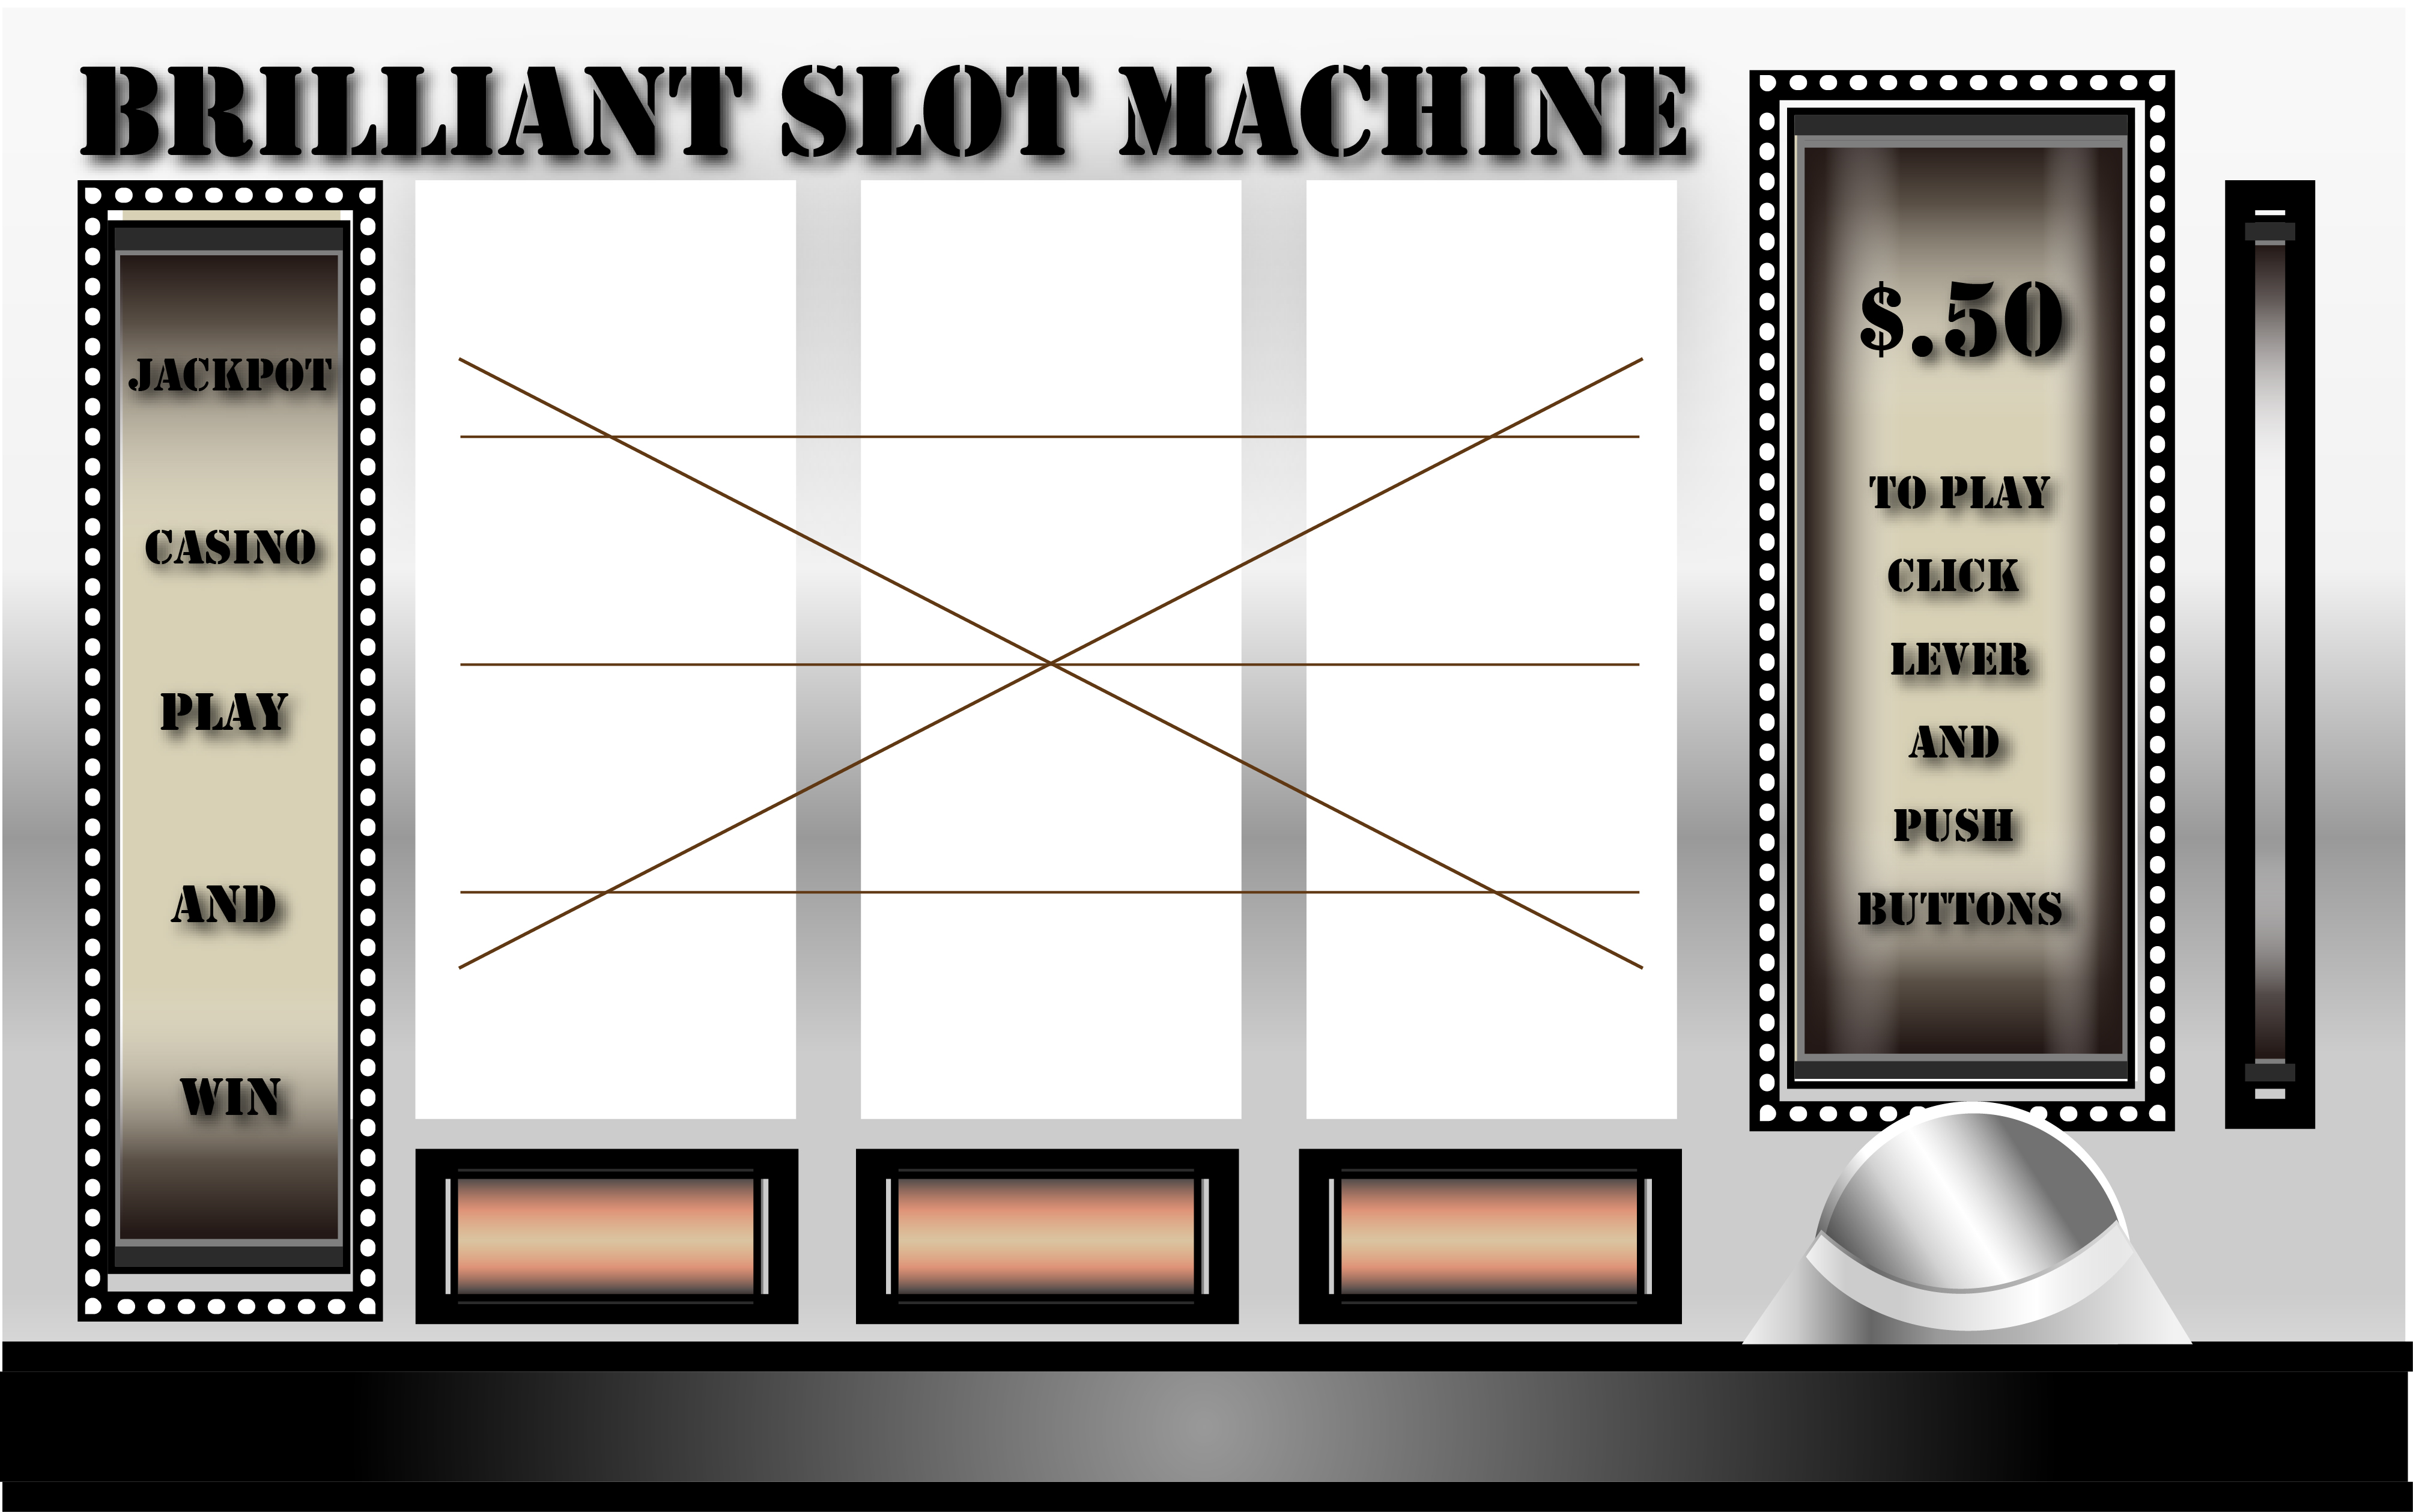 BRILLIANT SLOT MACHINE
JACKPOT
CASINO
PLAY
AND
WIN
$.50
TO PLAY
CLICK
LEVER
AND
PUSH
BUTTONS